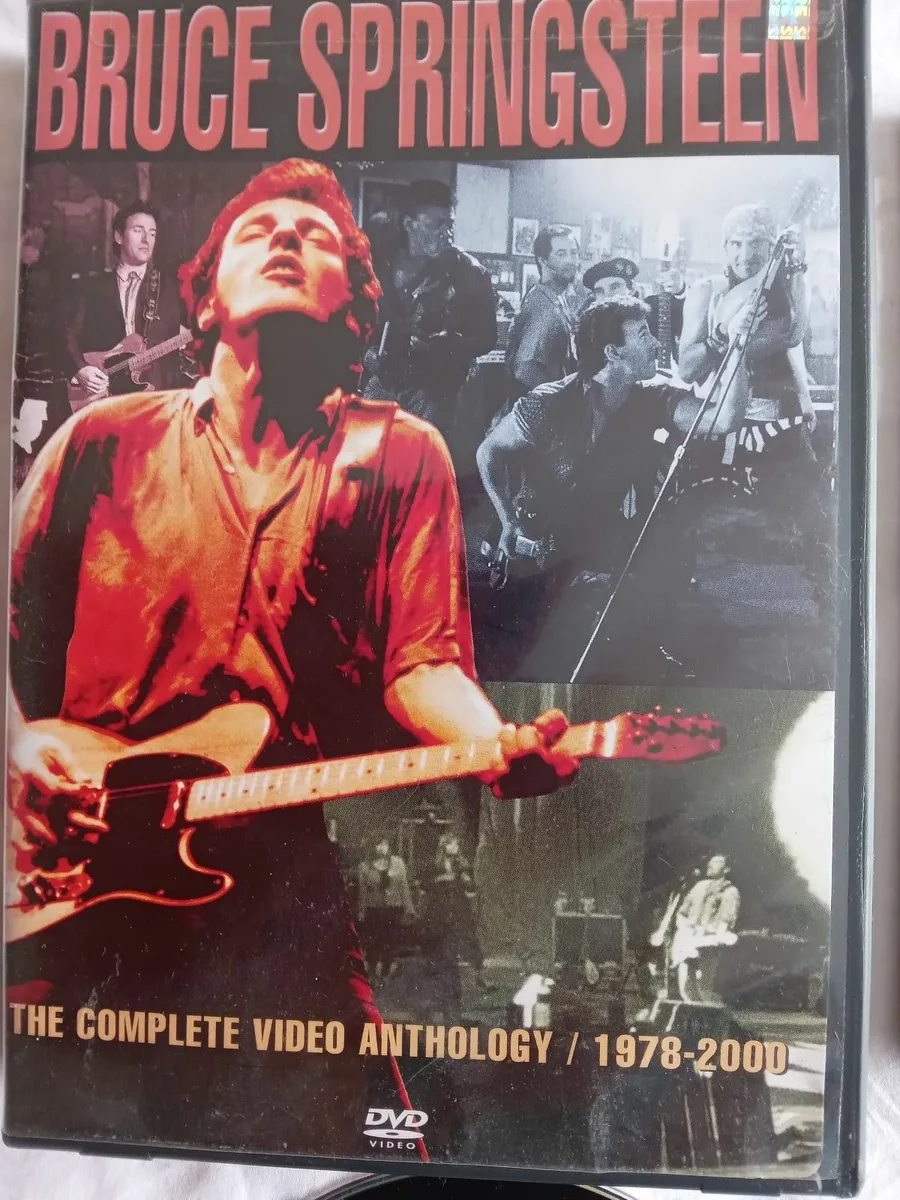 BRUCE SPRINGSTEEN
THE COMPLETE VIDEO ANTHOLOGY / 1978-2000
DVD
VIDEO